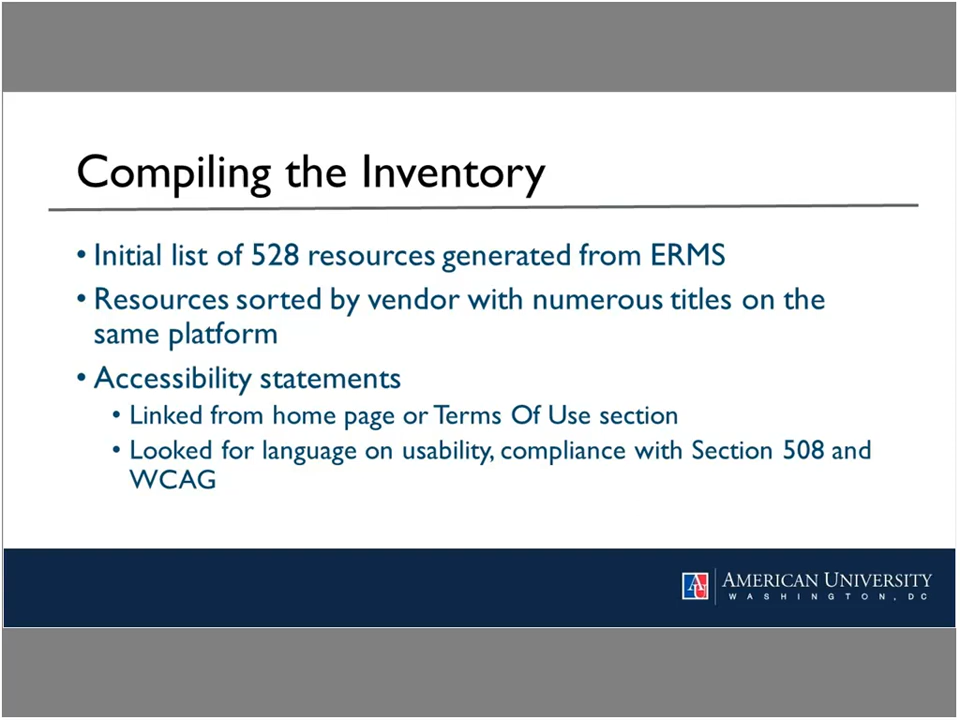 Compiling the Inventory
• Initial list of 528 resources generated from ERMS
• Resources sorted by vendor with numerous titles on the
same platform
• Accessibility statements
• Linked from home page or Terms Of Use section
• Looked for language on usability, compliance with Section 508 and
WCAG
AU
AMERICAN UNIVERSITY
WASHINGTON, DC